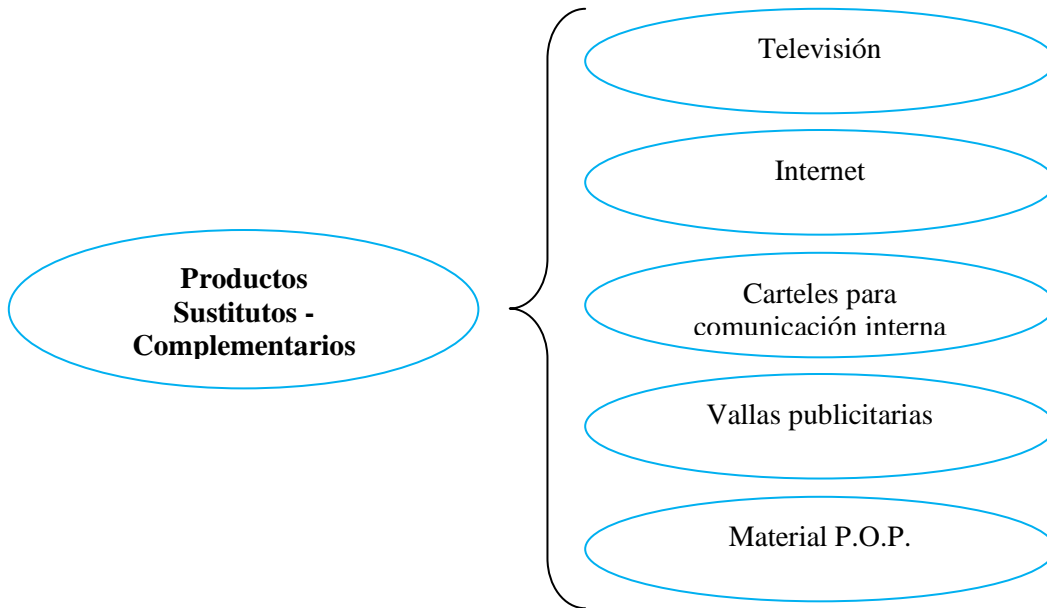 Productos
Sustitutos -
Complementarios
Televisión
Internet
Carteles para
comunicación interna
Vallas publicitarias
Material P.O.P.